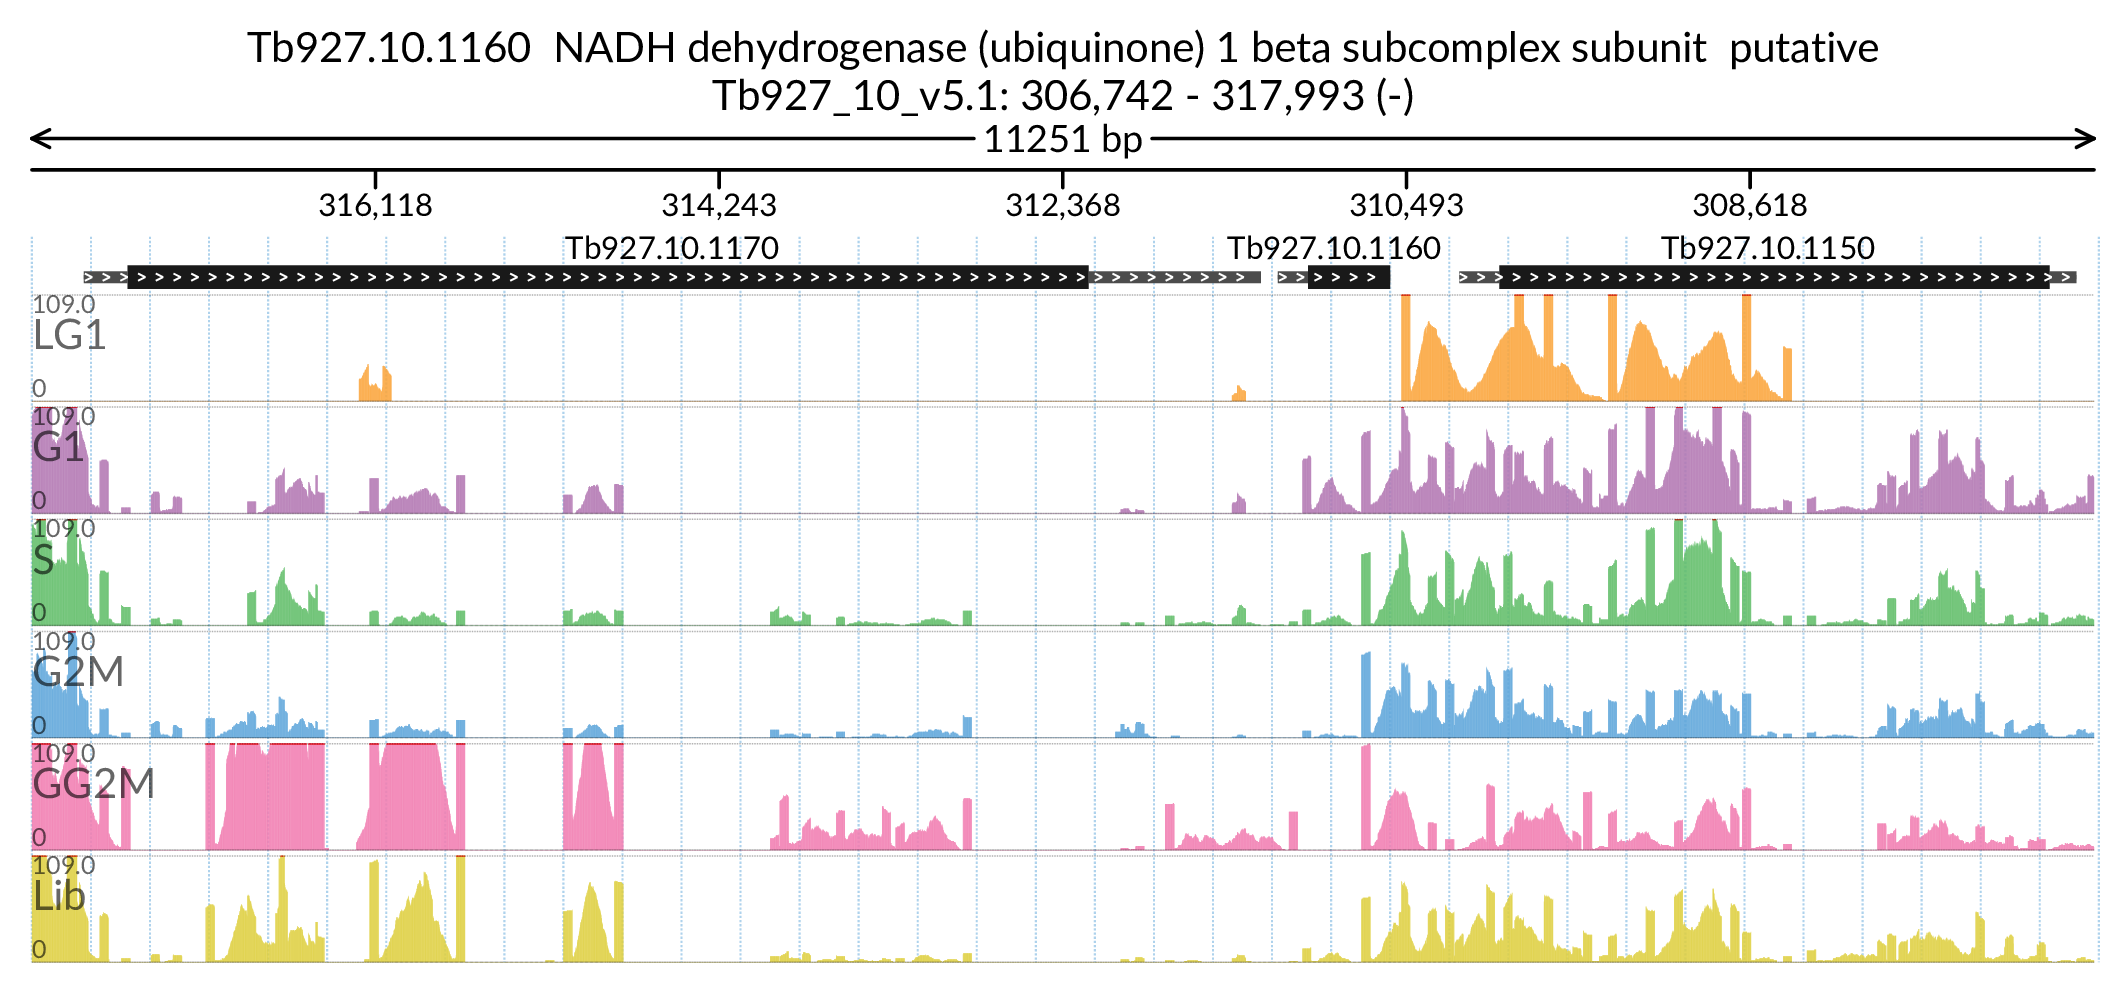 Tb927.10.1160  NADH dehydrogenase (ubiquinone) 1 beta subcomplex subunit  putative
Tb927_10_v5.1: 306,742 - 317,993 (-)
11251 bp
316,118 314,243 312,368 310,493 308,618
Tb927.10.1170 Tb927.10.1160 Tb927.10.1150
109.0
LG1
0
109.0
G1
0
109.0
S
0
109.0
G2M
0
109.0
GG2M
0
109.0
Lib
0